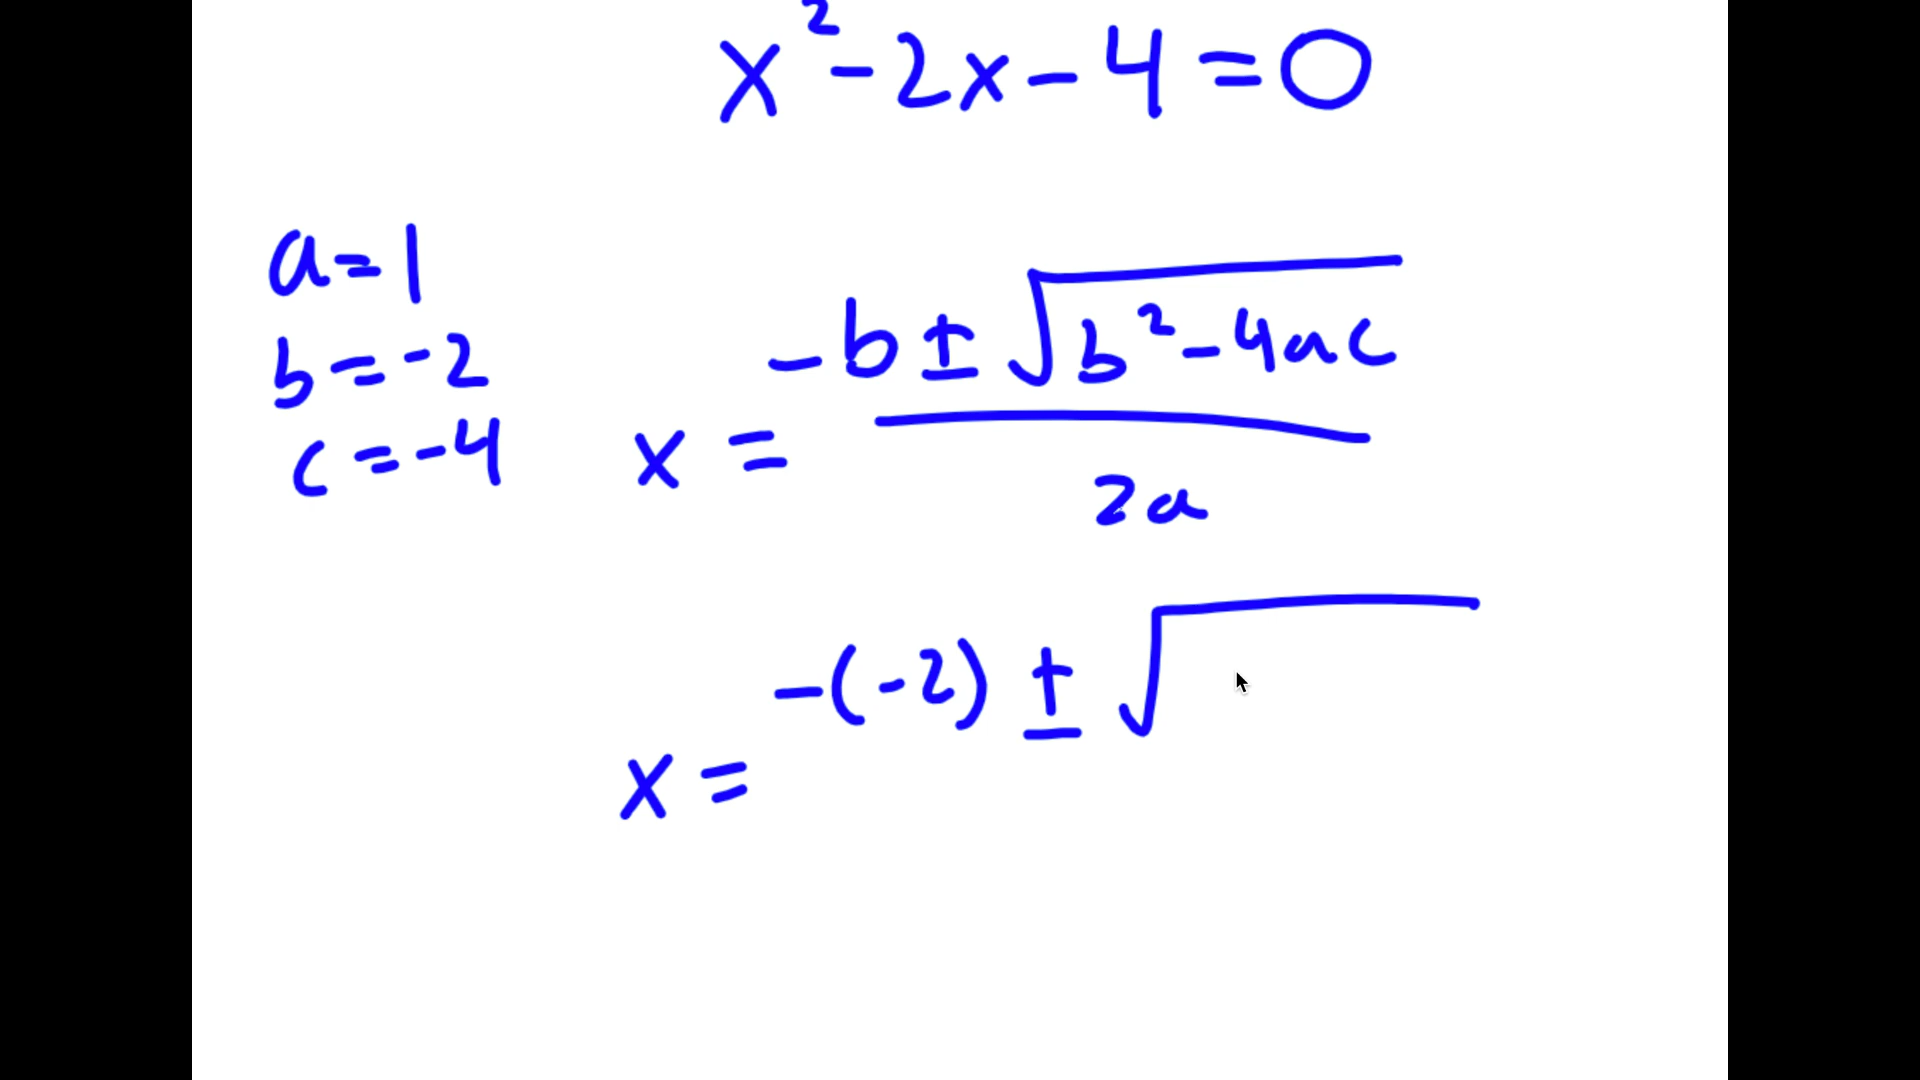 x²-2x-4=0
a=1
b=-2
c=-4
x = -b±√b²-4ac
2a
x = -(-2) ± √